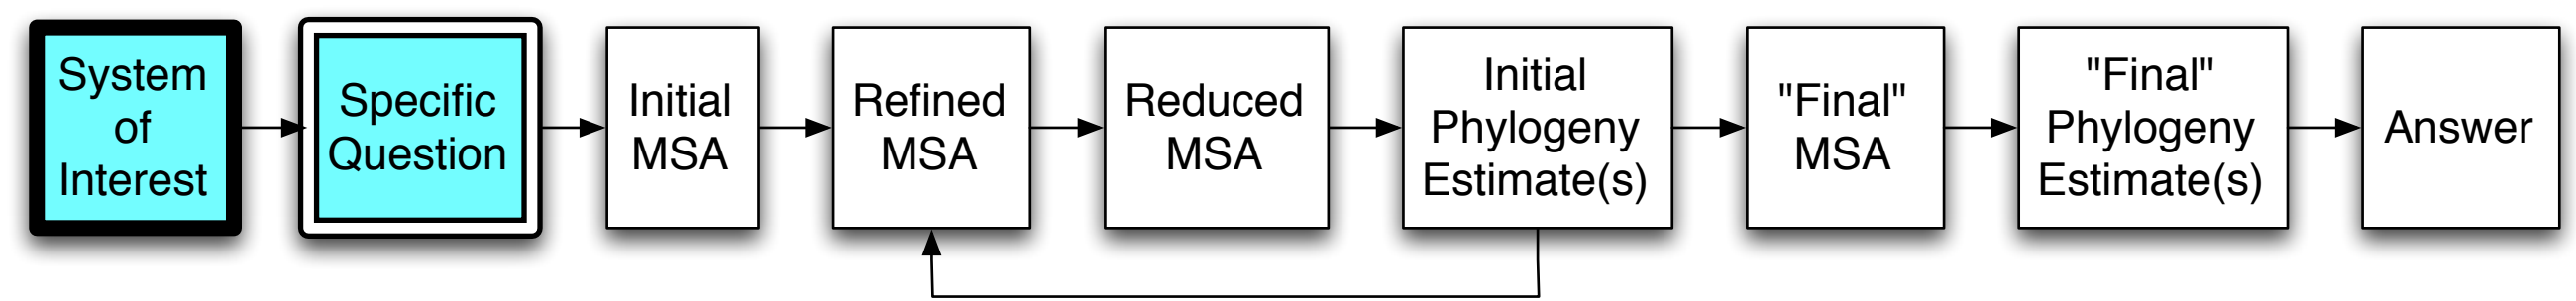 System
of
Interest
Specific
Question
Initial
MSA
Refined
MSA
Reduced
MSA
Initial
Phylogeny
Estimate(s)
"Final"
MSA
"Final"
Phylogeny
Estimate(s)
Answer